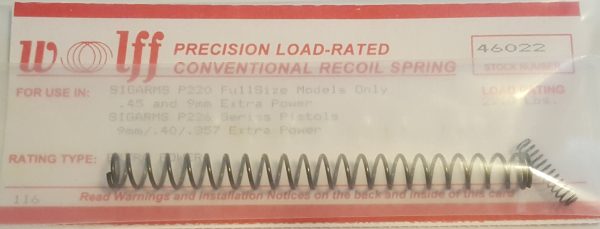 wolff PRECISION LOAD-RATED
CONVENTIONAL RECOIL SPRING
46022
STOCK NUMBER
FOR USE IN: SIGARMS P220 FullSize Models Only
.45 and 9mm Extra Power
SIGARMS P226 Series Pistols
9mm/.40/.357 Extra Power
LOAD RATING
Lbs.
RATING TYPE:
Read Warnings and Installation Notices on the back and inside of this card
116